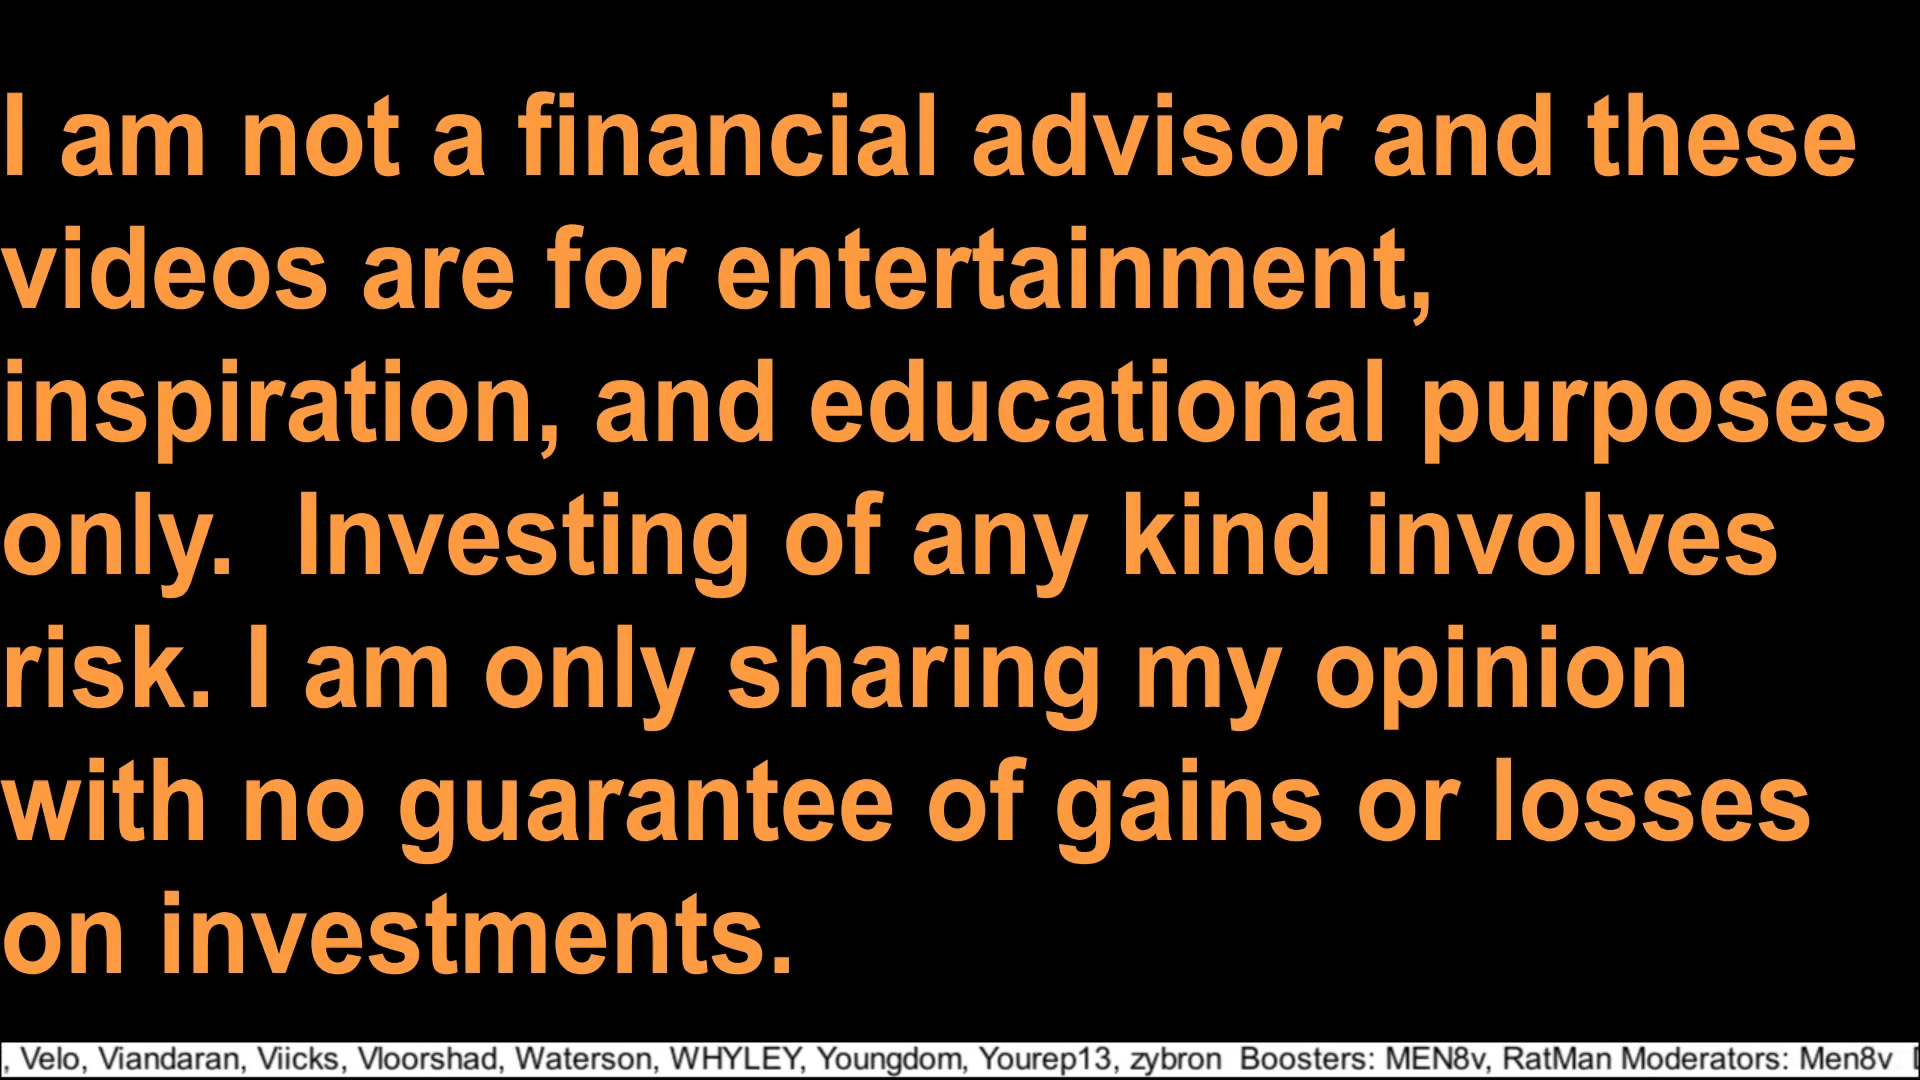 I am not a financial advisor and these
videos are for entertainment,
inspiration, and educational purposes
only.  Investing of any kind involves
risk. I am only sharing my opinion
with no guarantee of gains or losses
on investments.
, Velo, Viandaran, Viicks, Vloorshad, Waterson, WHYLEY, Youngdom, Yourep13, zybron  Boosters: MEN8v, RatMan Moderators: Men8v